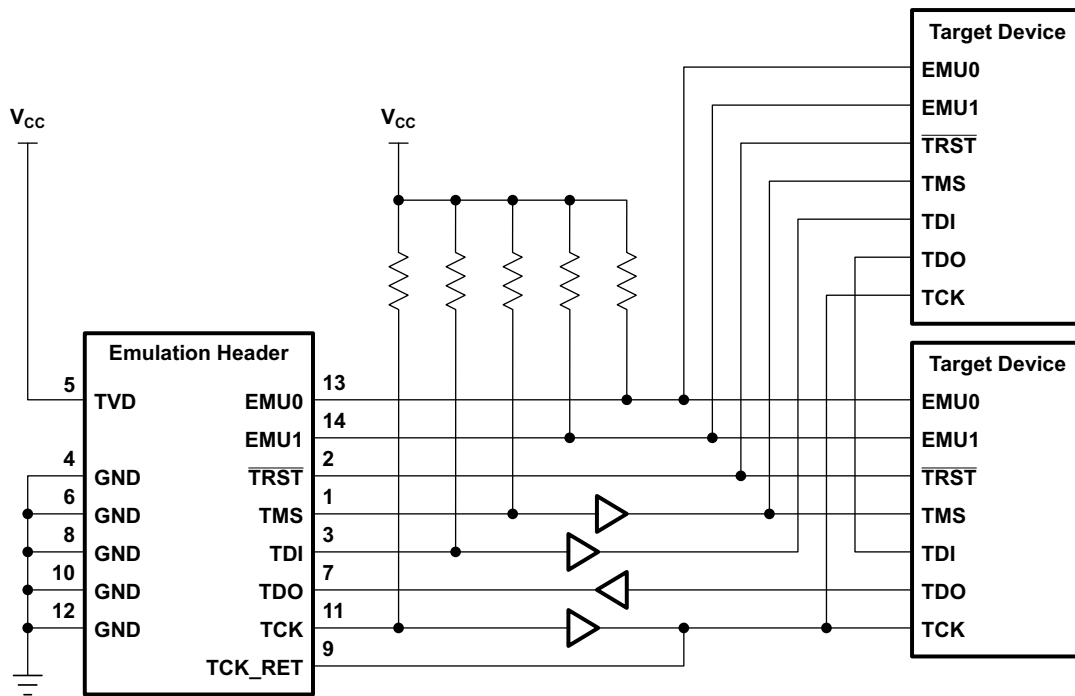 Target Device
EMU0
EMU1
TRST
TMS
TDI
TDO
TCK
VCC
VCC
Emulation Header
5
TVD
4
GND
6
GND
8
GND
10
GND
12
GND
EMU0
13
EMU1
14
TRST
2
TMS
1
TDI
3
TDO
7
TCK
11
TCK_RET
9
Target Device
EMU0
EMU1
TRST
TMS
TDI
TDO
TCK